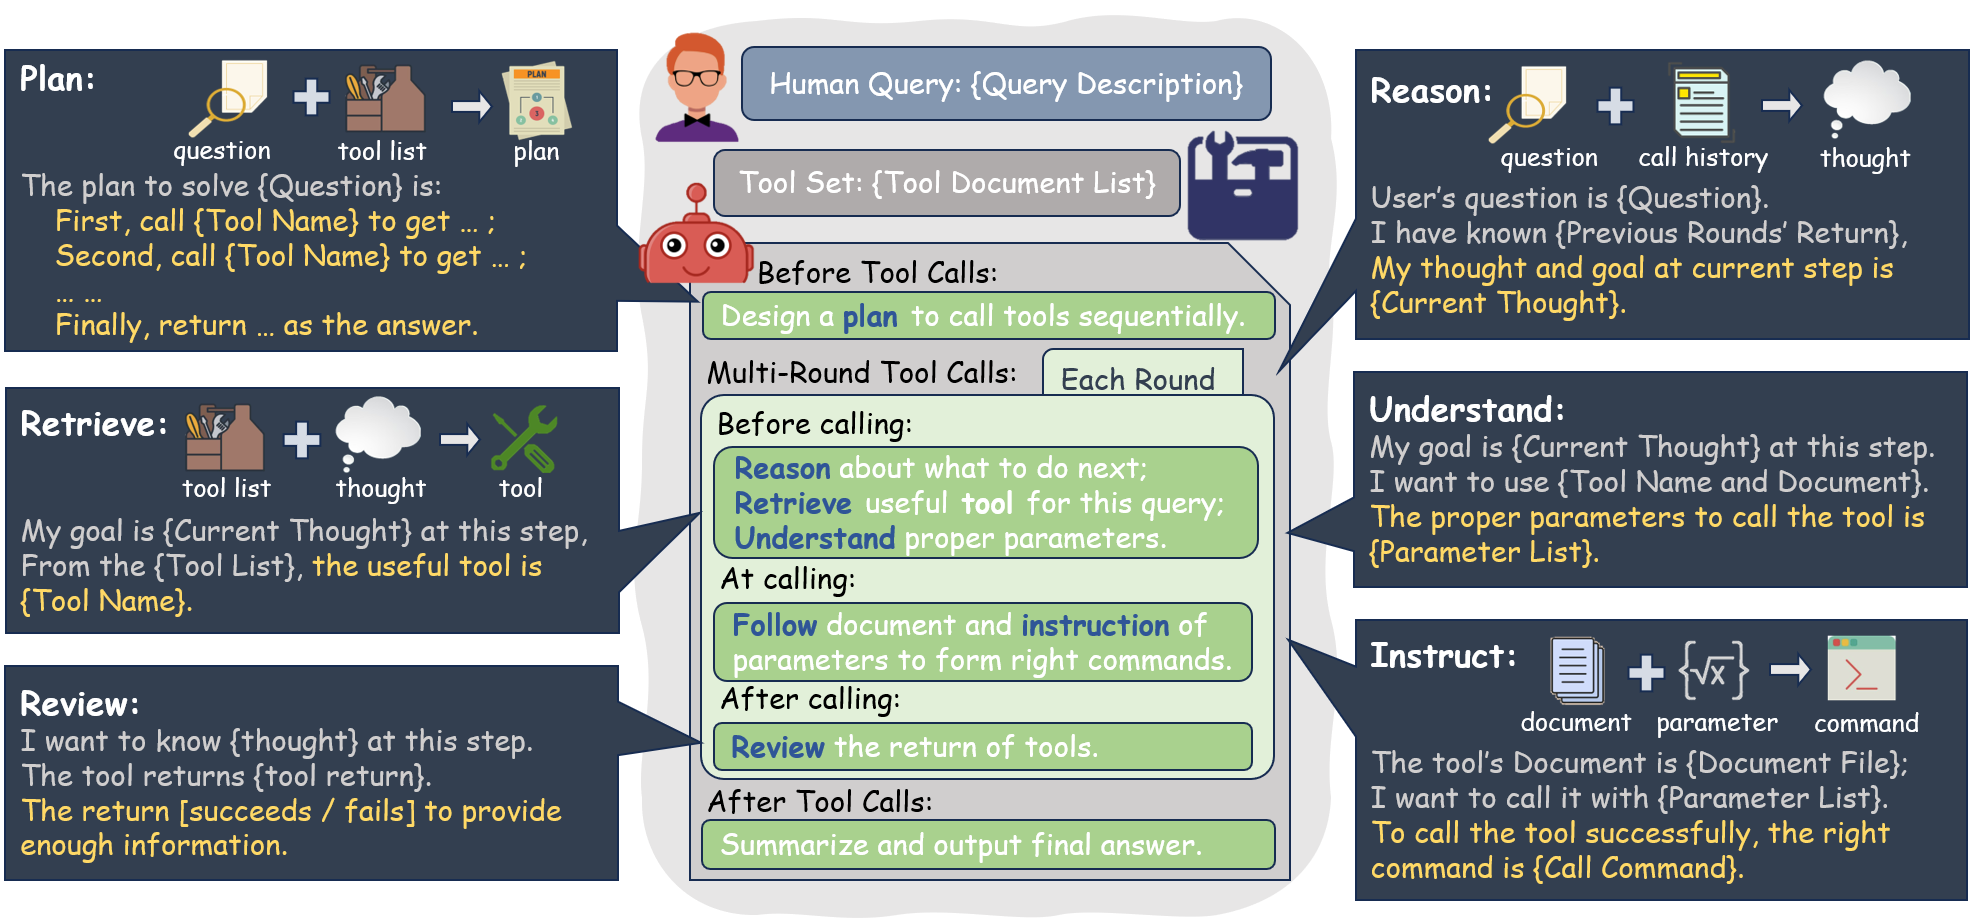 Plan:
PLAN
question
tool list
plan
The plan to solve {Question} is:
First, call {Tool Name} to get ... ;
Second, call {Tool Name} to get ... ;
... ...
Finally, return ... as the answer.
Retrieve:
tool list
thought
tool
My goal is {Current Thought} at this step,
From the {Tool List}, the useful tool is
{Tool Name}.
Review:
I want to know {thought} at this step.
The tool returns {tool return}.
The return [succeeds / fails] to provide
enough information.
Human Query: {Query Description}
Tool Set: {Tool Document List}
Before Tool Calls:
Design a plan to call tools sequentially.
Multi-Round Tool Calls:
Each Round
Before calling:
Reason about what to do next;
Retrieve useful tool for this query;
Understand proper parameters.
At calling:
Follow document and instruction of
parameters to form right commands.
After calling:
Review the return of tools.
After Tool Calls:
Summarize and output final answer.
Reason:
question
call history
thought
User's question is {Question}.
I have known {Previous Rounds' Return},
My thought and goal at current step is
{Current Thought}.
Understand:
My goal is {Current Thought} at this step.
I want to use {Tool Name and Document}.
The proper parameters to call the tool is
{Parameter List}.
Instruct:
{√x}
document
parameter
command
The tool's Document is {Document File};
I want to call it with {Parameter List}.
To call the tool successfully, the right
command is {Call Command}.